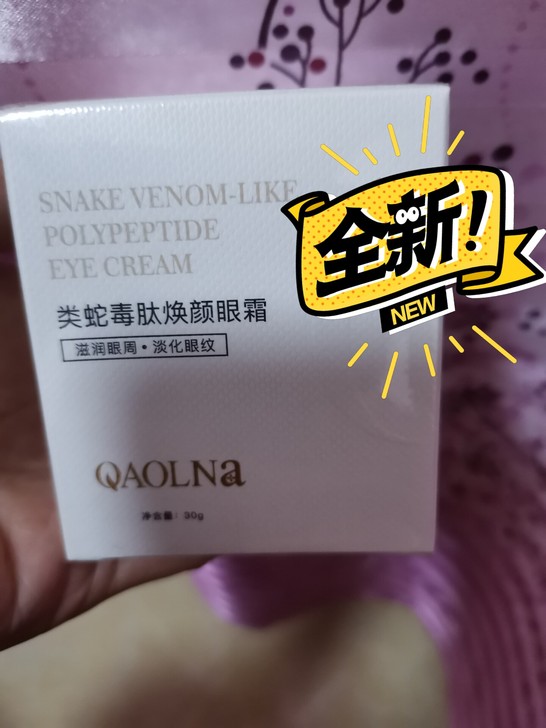 SNAKE VENOM-LIKE
POLYPEPTIDE
EYE CREAM
类蛇毒肽焕颜眼霜
滋润眼周·淡化眼纹
QAOLNa
净含量：30g
全新!
NEW